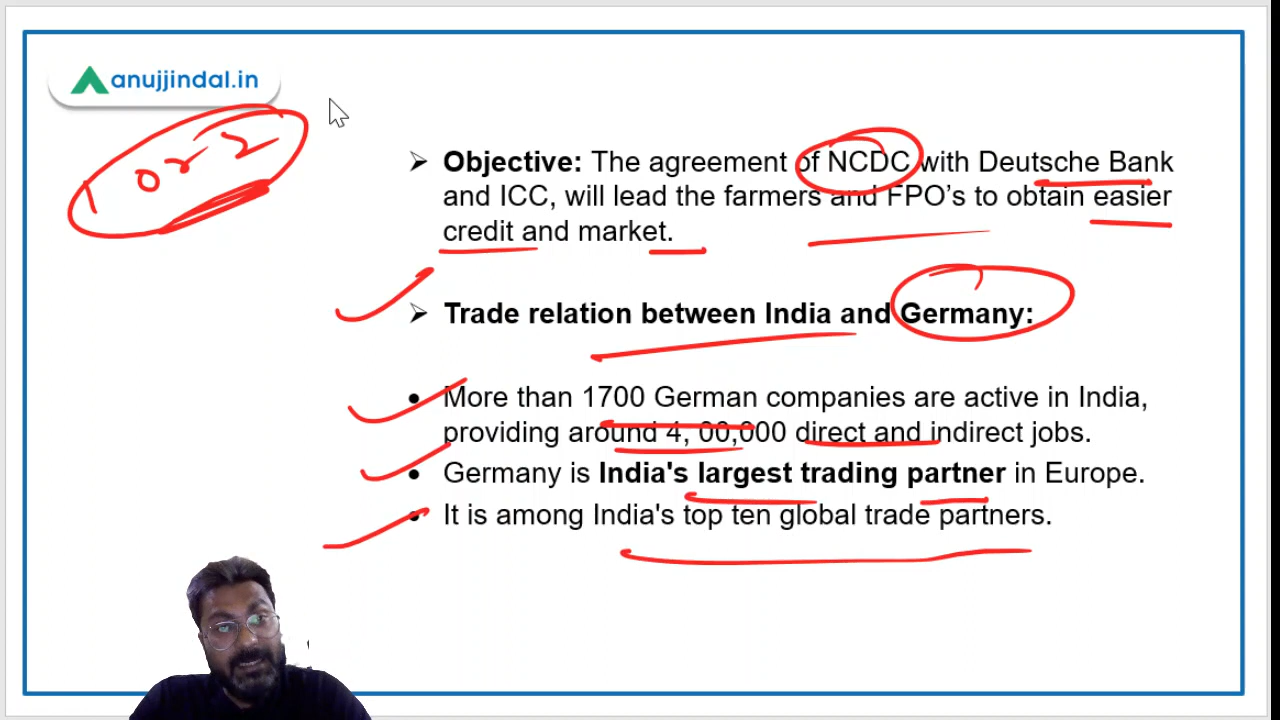 anujjindal.in
1 or 2
➢ Objective: The agreement of NCDC with Deutsche Bank
and ICC, will lead the farmers and FPO's to obtain easier
credit and market.
➢ Trade relation between India and Germany:
• More than 1700 German companies are active in India,
providing around 4, 00,000 direct and indirect jobs.
• Germany is India's largest trading partner in Europe.
• It is among India's top ten global trade partners.